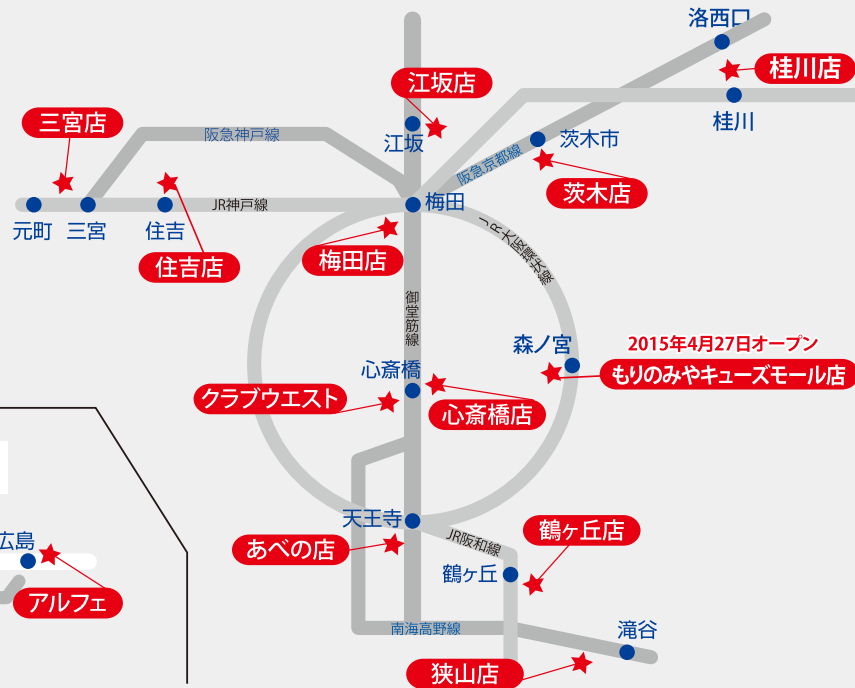 洛西口
桂川店
江坂店
桂川
三宮店
江坂
茨木市
阪急神戸線
阪急京都線
茨木店
元町
三宮
住吉
JR神戸線
梅田
JR大阪環状線
住吉店
梅田店
御堂筋線
森ノ宮
2015年4月27日オープン
もりのみやキューズモール店
心斎橋
クラブウエスト
心斎橋店
天王寺
あべの店
JR阪和線
鶴ヶ丘店
鶴ヶ丘
広島
アルフェ
南海高野線
滝谷
狭山店